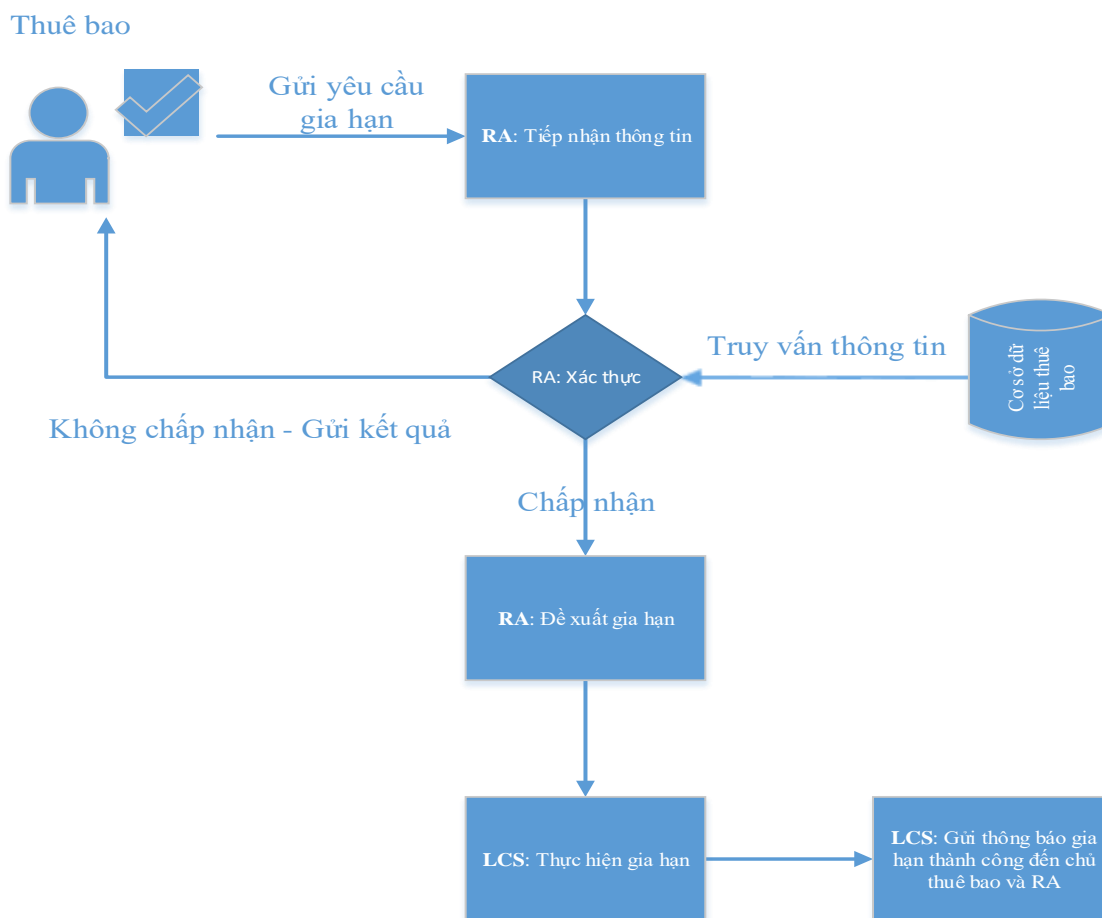 Thuê bao
Gửi yêu cầu
gia hạn
RA: Tiếp nhận thông tin
Truy vấn thông tin
Cơ sở dữ
liệu thuê
bao
RA: Xác thực
Không chấp nhận - Gửi kết quả
Chấp nhận
RA: Đề xuất gia hạn
LCS: Thực hiện gia hạn
LCS: Gửi thông báo gia
hạn thành công đến chủ
thuê bao và RA